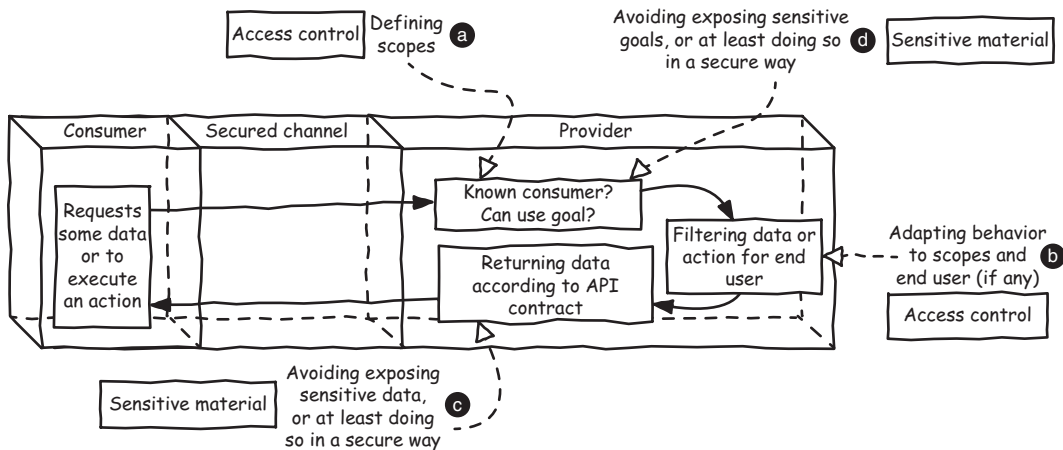 Access control
Defining
scopes
a
Avoiding exposing sensitive
goals, or at least doing so
in a secure way
d
Sensitive material
Consumer
Secured channel
Provider
Requests
some data
or to
execute
an action
Known consumer?
Can use goal?
Filtering data or
action for end
user
Returning data
according to API
contract
Adapting behavior
to scopes and
end user (if any)
b
Access control
Sensitive material
Avoiding exposing
sensitive data,
or at least doing
so in a secure way
c